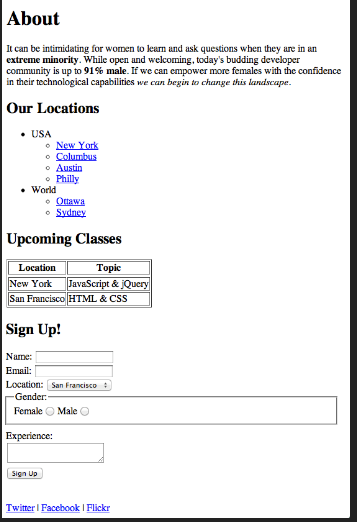 About
It can be intimidating for women to learn and ask questions when they are in an
extreme minority. While open and welcoming, today's budding developer
community is up to 91% male. If we can empower more females with the confidence
in their technological capabilities we can begin to change this landscape.
Our Locations
USA
New York
Columbus
Austin
Philly
World
Ottawa
Sydney
Upcoming Classes
Location Topic
New York JavaScript & jQuery
San Francisco HTML & CSS
Sign Up!
Name:
Email:
Location: San Francisco
Gender:
Female Male
Experience:
Sign Up
Twitter | Facebook | Flickr